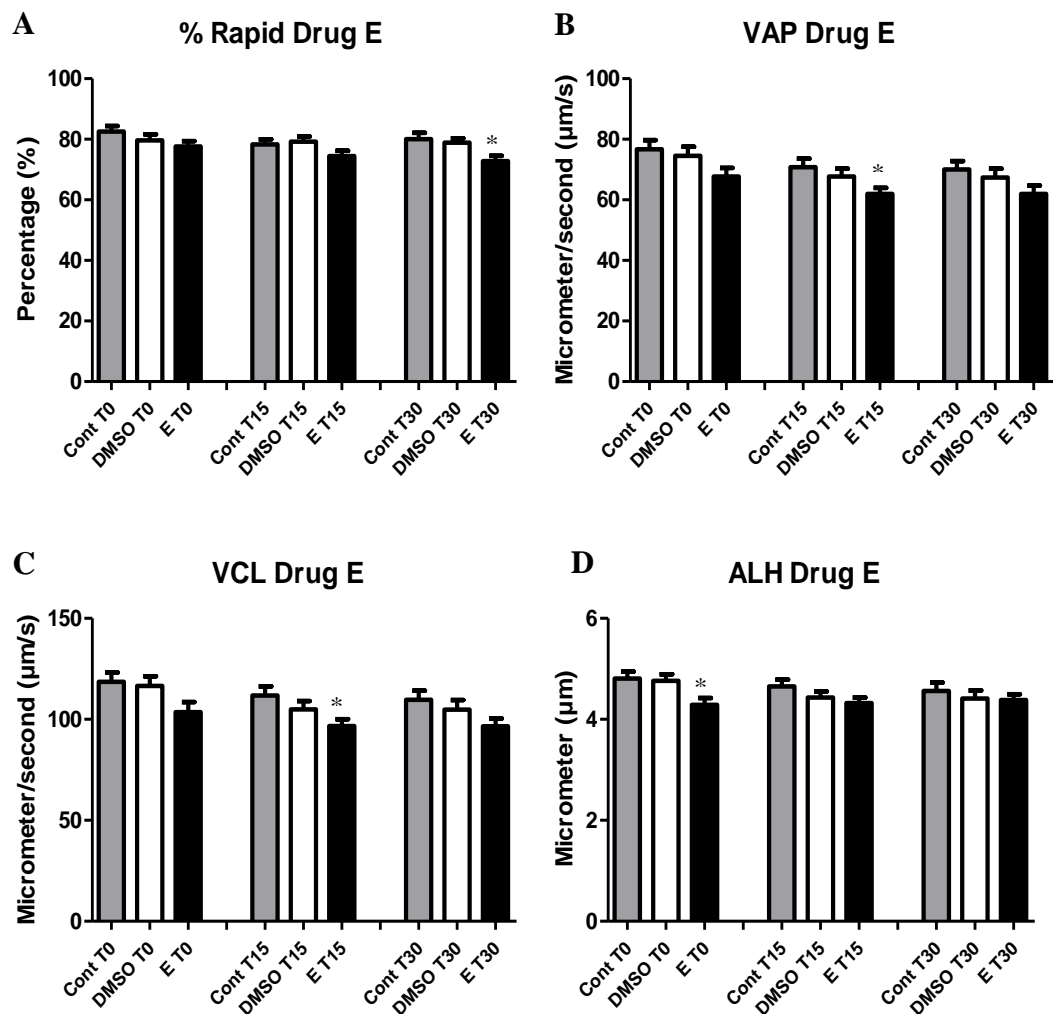 A
% Rapid Drug E
Percentage (%)
100
80
60
40
20
0
*
Cont T0
DMSO T0
E T0
Cont T15
DMSO T15
E T15
Cont T30
DMSO T30
E T30
B
VAP Drug E
Micrometer/second (µm/s)
100
80
60
40
20
0
*
Cont T0
DMSO T0
E T0
Cont T15
DMSO T15
E T15
Cont T30
DMSO T30
E T30
C
VCL Drug E
Micrometer/second (µm/s)
150
100
50
0
*
Cont T0
DMSO T0
E T0
Cont T15
DMSO T15
E T15
Cont T30
DMSO T30
E T30
D
ALH Drug E
Micrometer (µm)
6
4
2
0
*
Cont T0
DMSO T0
E T0
Cont T15
DMSO T15
E T15
Cont T30
DMSO T30
E T30